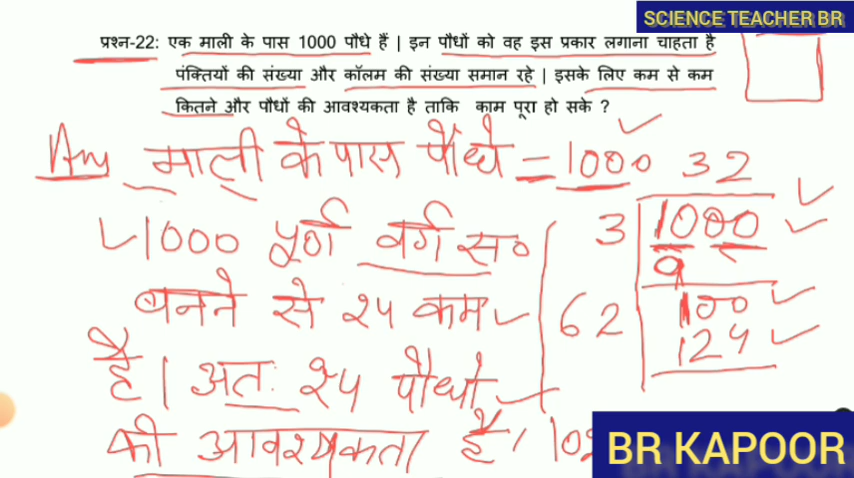 SCIENCE TEACHER BR
प्रश्न-22: एक माली के पास 1000 पौधे हैं | इन पौधों को वह इस प्रकार लगाना चाहता है
पंक्तियों की संख्या और कॉलम की संख्या समान रहे | इसके लिए कम से कम
कितने और पौधों की आवश्यकता है ताकि काम पूरा हो सके ?
Ans माली के पास पौधे = 1000
32
1000 पूर्ण वर्ग सं०
3 1000
9
बनने से 24 कम
62 100
124
है। अतः 24 पौधो
की आवश्यकता है।
BR KAPOOR